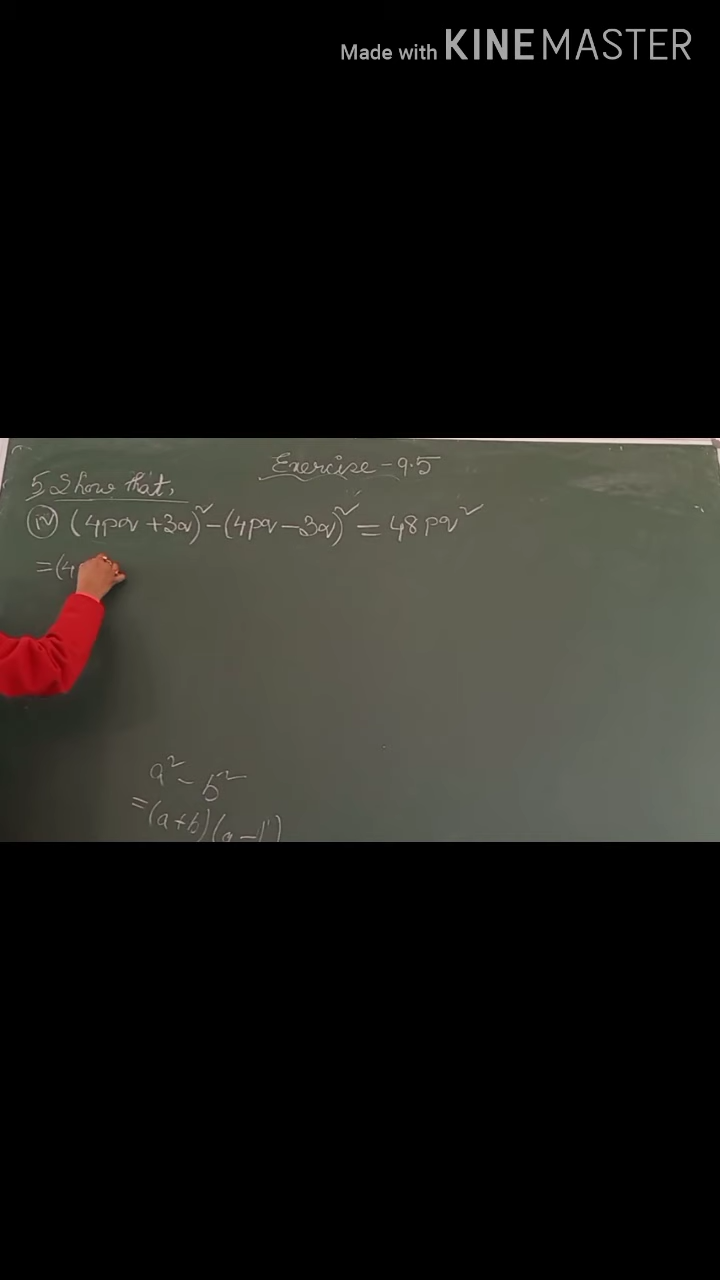 Made with KINEMASTER
Exercise - 9.5
5. Show that,
(iv) (4pq + 3q)² - (4pq - 3q)² = 48pq²
= (4
a² - b²
= (a+b) (a-b)